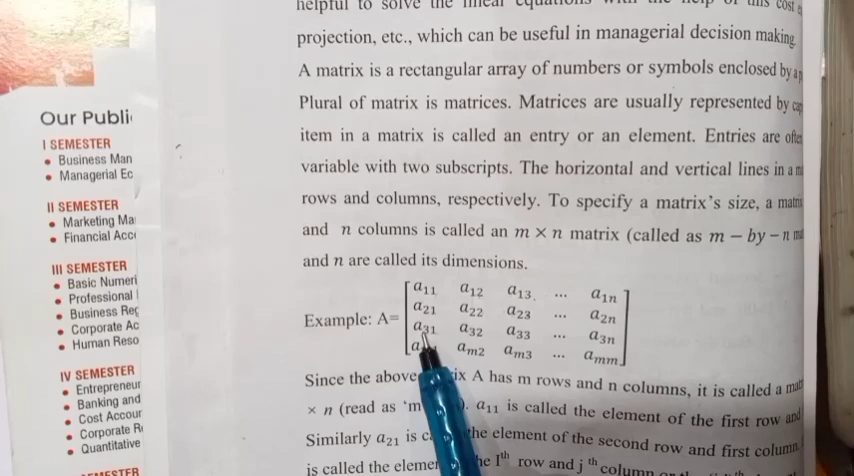 helpful to solve the linear equations with the help of this cost
projection, etc., which can be useful in managerial decision making
A matrix is a rectangular array of numbers or symbols enclosed by a
Plural of matrix is matrices. Matrices are usually represented by
item in a matrix is called an entry or an element. Entries are often
variable with two subscripts. The horizontal and vertical lines in a
rows and columns, respectively. To specify a matrix's size, a
and n columns is called an m × n matrix (called as m – by – n
and n are called its dimensions.
Example: A=
a11 a12 a13. ... a1n
a21 a22 a23 ... a2n
a31 a32 a33 ... a3n
am2 am3 ... amm
Since the above A has m rows and n columns, it is called a
× n (read as 'm ). a11 is called the element of the first row and
Similarly a21 is the element of the second row and first column.
is called the he Ith row and j th column
Our Publi
I SEMESTER
• Business Man
• Managerial Ec
II SEMESTER
• Marketing Ma
• Financial Acc
III SEMESTER
• Basic Numeri
• Professional
• Business Reg
• Corporate Ac
• Human Reso
IV SEMESTER
• Entrepreneur
• Banking and
• Cost Accour
• Corporate R
• Quantitative